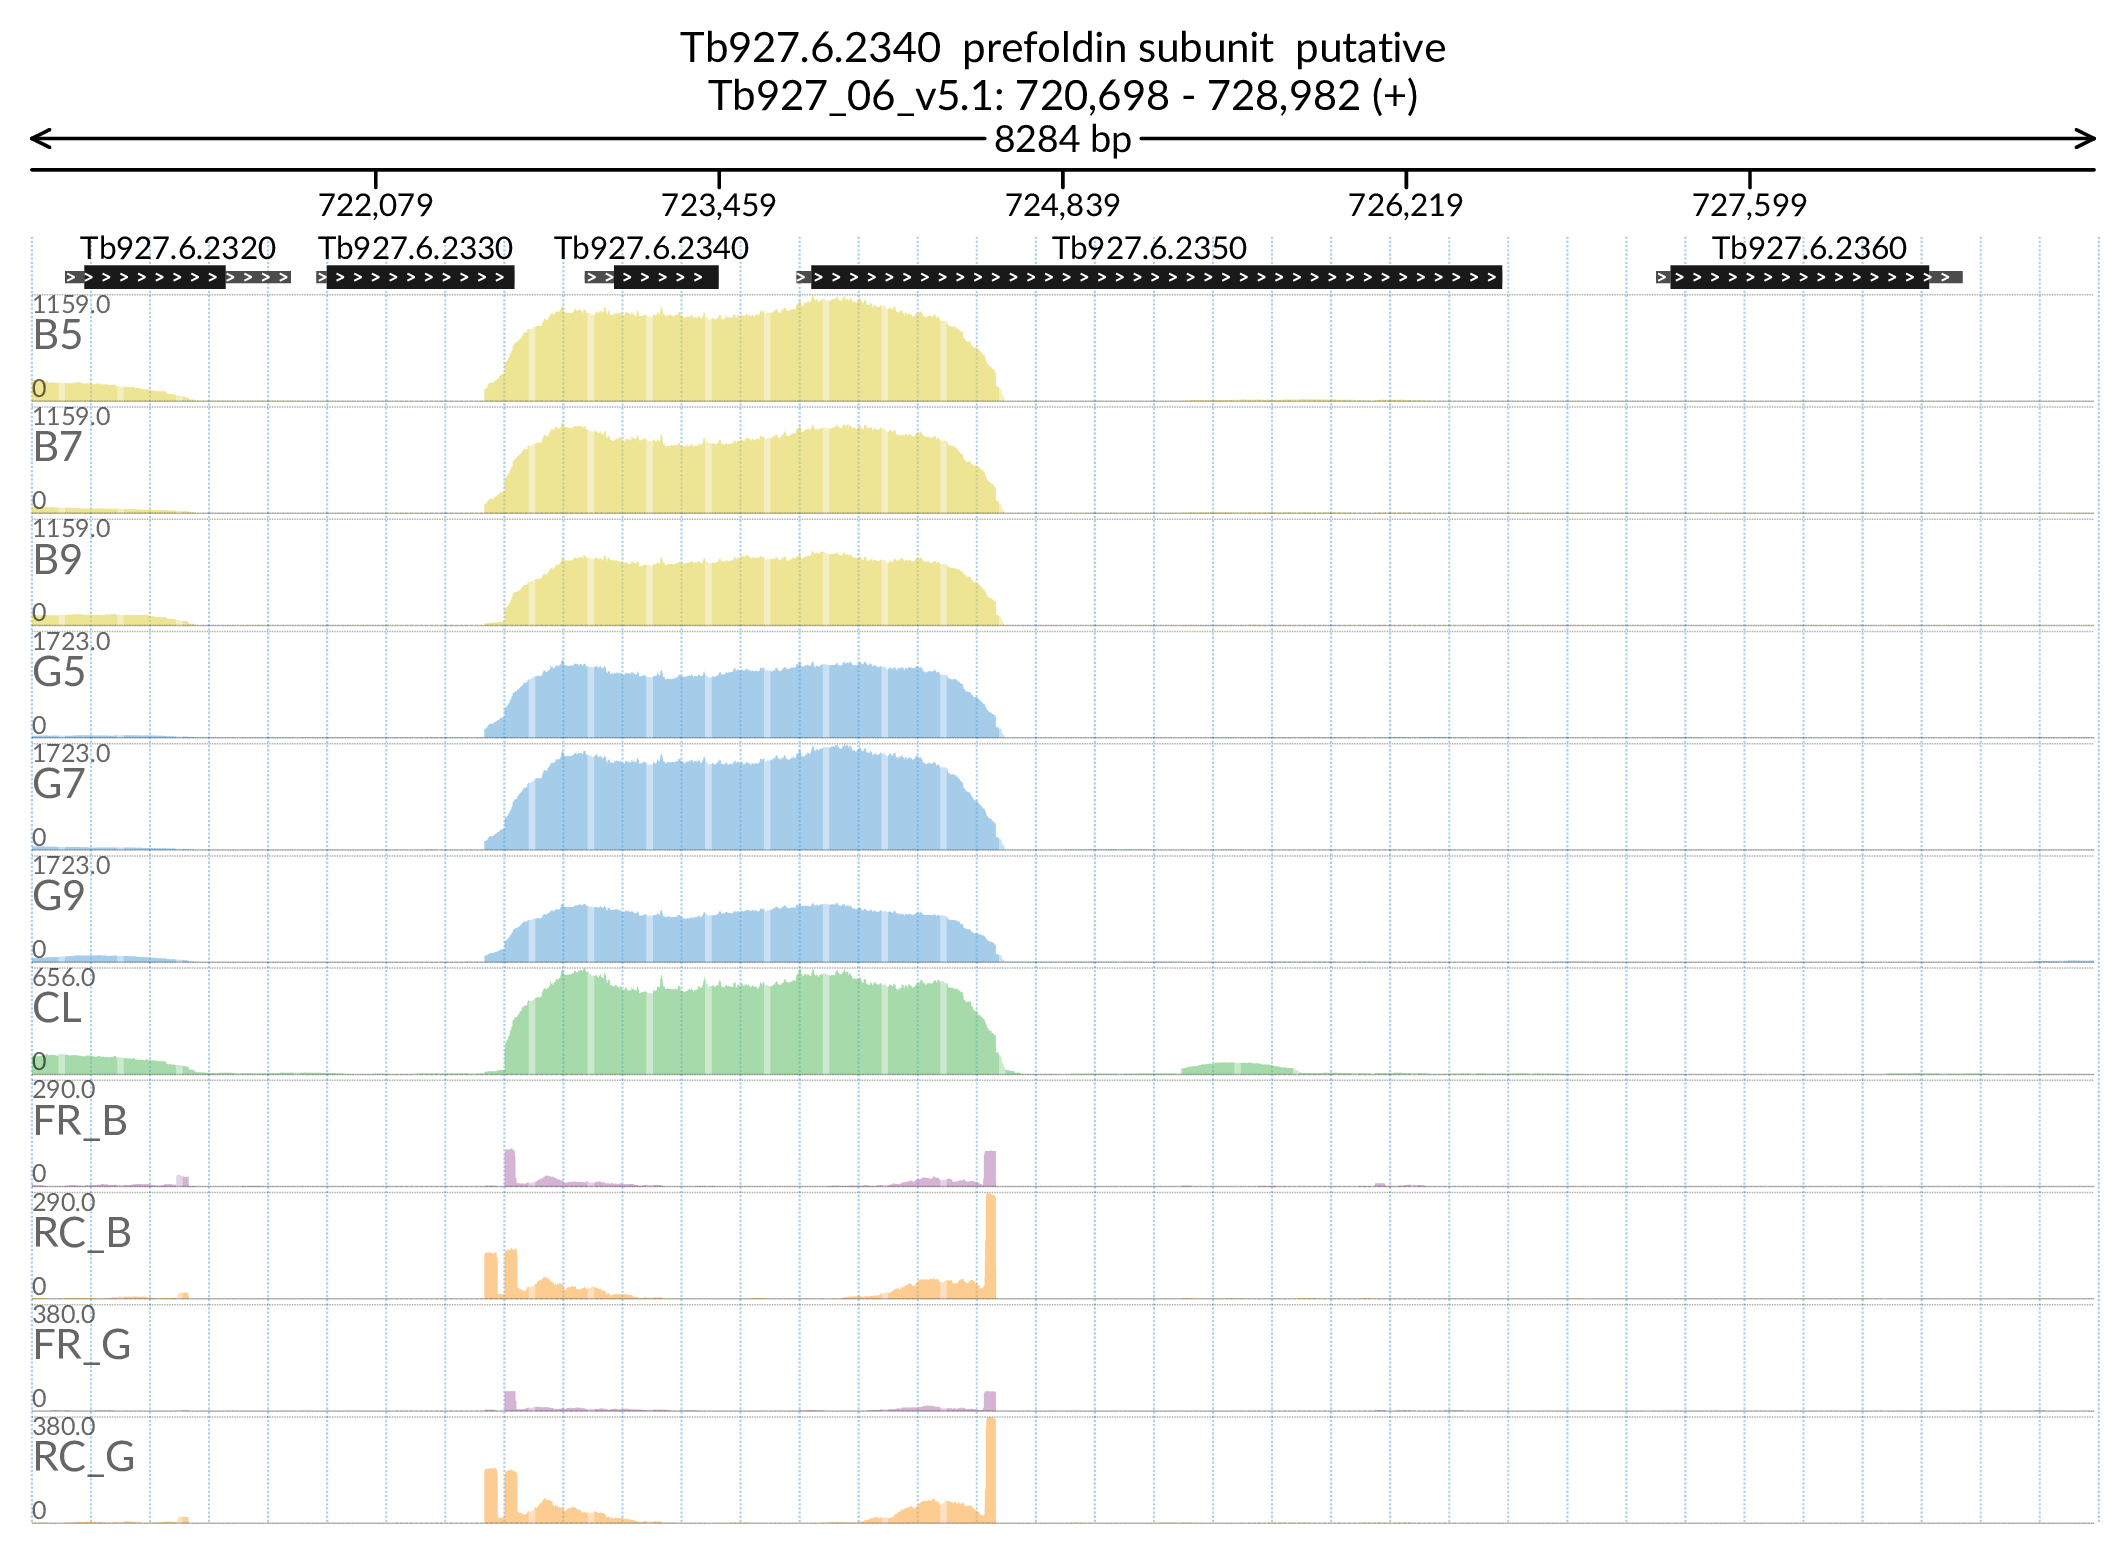 Tb927.6.2340  prefoldin subunit  putative
Tb927_06_v5.1: 720,698 - 728,982 (+)
8284 bp
722,079 723,459 724,839 726,219 727,599
Tb927.6.2320 Tb927.6.2330 Tb927.6.2340 Tb927.6.2350 Tb927.6.2360
1159.0
B5
0
1159.0
B7
0
1159.0
B9
0
1723.0
G5
0
1723.0
G7
0
1723.0
G9
0
656.0
CL
0
290.0
FR_B
0
290.0
RC_B
0
380.0
FR_G
0
380.0
RC_G
0